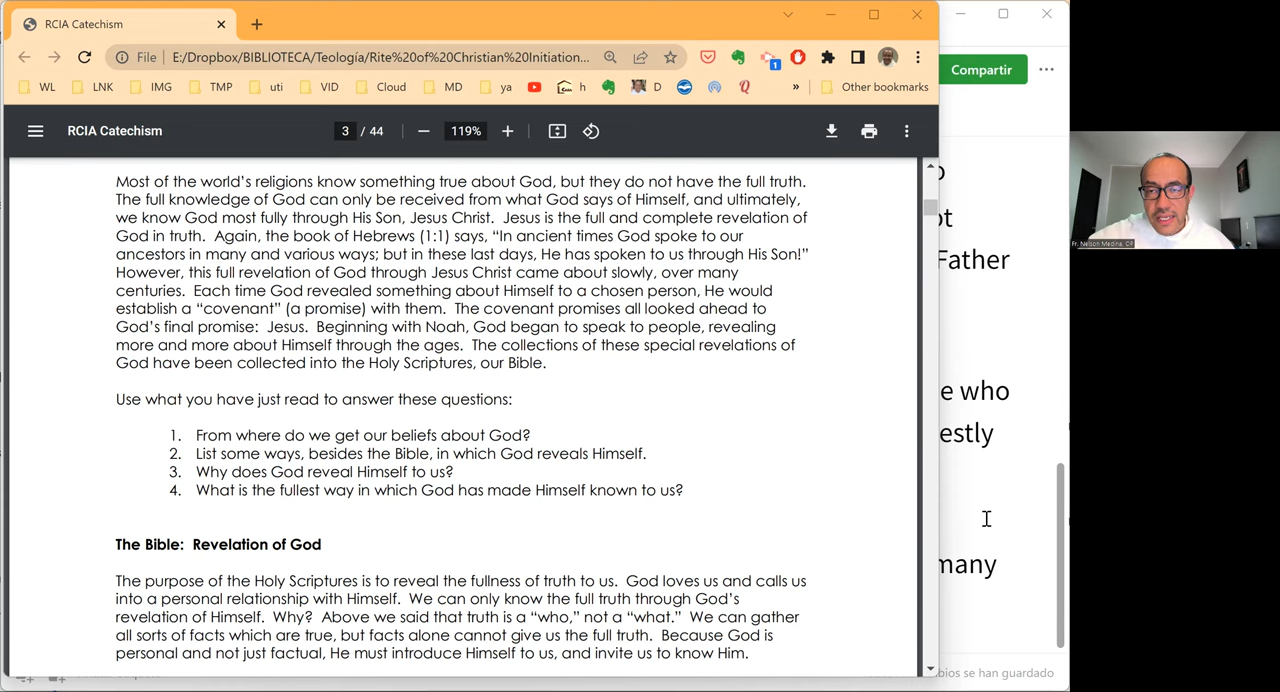 RCIA Catechism
File
E:/Dropbox/BIBLIOTECA/Teología/Rite%20of%20Christian%20Initiation...
1
WL LNK IMG TMP uti VID Cloud MD ya h D » Other bookmarks
RCIA Catechism
3 / 44
119%
Most of the world's religions know something true about God, but they do not have the full truth.
The full knowledge of God can only be received from what God says of Himself, and ultimately,
we know God most fully through His Son, Jesus Christ. Jesus is the full and complete revelation of
God in truth. Again, the book of Hebrews (1:1) says, "In ancient times God spoke to our
ancestors in many and various ways; but in these last days, He has spoken to us through His Son!"
However, this full revelation of God through Jesus Christ came about slowly, over many
centuries. Each time God revealed something about Himself to a chosen person, He would
establish a "covenant" (a promise) with them. The covenant promises all looked ahead to
God's final promise: Jesus. Beginning with Noah, God began to speak to people, revealing
more and more about Himself through the ages. The collections of these special revelations of
God have been collected into the Holy Scriptures, our Bible.
Use what you have just read to answer these questions:
1. From where do we get our beliefs about God?
2. List some ways, besides the Bible, in which God reveals Himself.
3. Why does God reveal Himself to us?
4. What is the fullest way in which God has made Himself known to us?
The Bible: Revelation of God
The purpose of the Holy Scriptures is to reveal the fullness of truth to us. God loves us and calls us
into a personal relationship with Himself. We can only know the full truth through God's
revelation of Himself. Why? Above we said that truth is a "who," not a "what." We can gather
all sorts of facts which are true, but facts alone cannot give us the full truth. Because God is
personal and not just factual, He must introduce Himself to us, and invite us to know Him.
Compartir
Father
e who
estly
many
bios se han guardado
Fr. Nelson Medina, OP